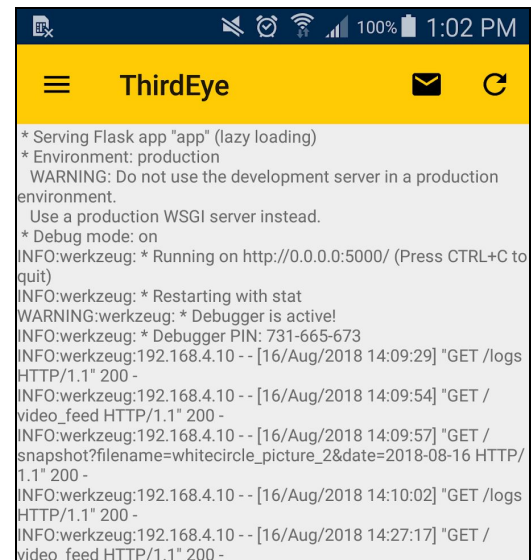 100% 1:02 PM
ThirdEye
* Serving Flask app "app" (lazy loading)
* Environment: production
WARNING: Do not use the development server in a production
environment.
Use a production WSGI server instead.
* Debug mode: on
INFO:werkzeug: * Running on http://0.0.0.0:5000/ (Press CTRL+C to
quit)
INFO:werkzeug: * Restarting with stat
WARNING:werkzeug: * Debugger is active!
INFO:werkzeug: * Debugger PIN: 731-665-673
INFO:werkzeug:192.168.4.10 - - [16/Aug/2018 14:09:29] "GET /logs
HTTP/1.1" 200 -
INFO:werkzeug:192.168.4.10 - - [16/Aug/2018 14:09:54] "GET /
video_feed HTTP/1.1" 200 -
INFO:werkzeug:192.168.4.10 - - [16/Aug/2018 14:09:57] "GET /
snapshot?filename=whitecircle_picture_2&date=2018-08-16 HTTP/
1.1" 200 -
INFO:werkzeug:192.168.4.10 - - [16/Aug/2018 14:10:02] "GET /logs
HTTP/1.1" 200 -
INFO:werkzeug:192.168.4.10 - - [16/Aug/2018 14:27:17] "GET /
video_feed HTTP/1.1" 200 -